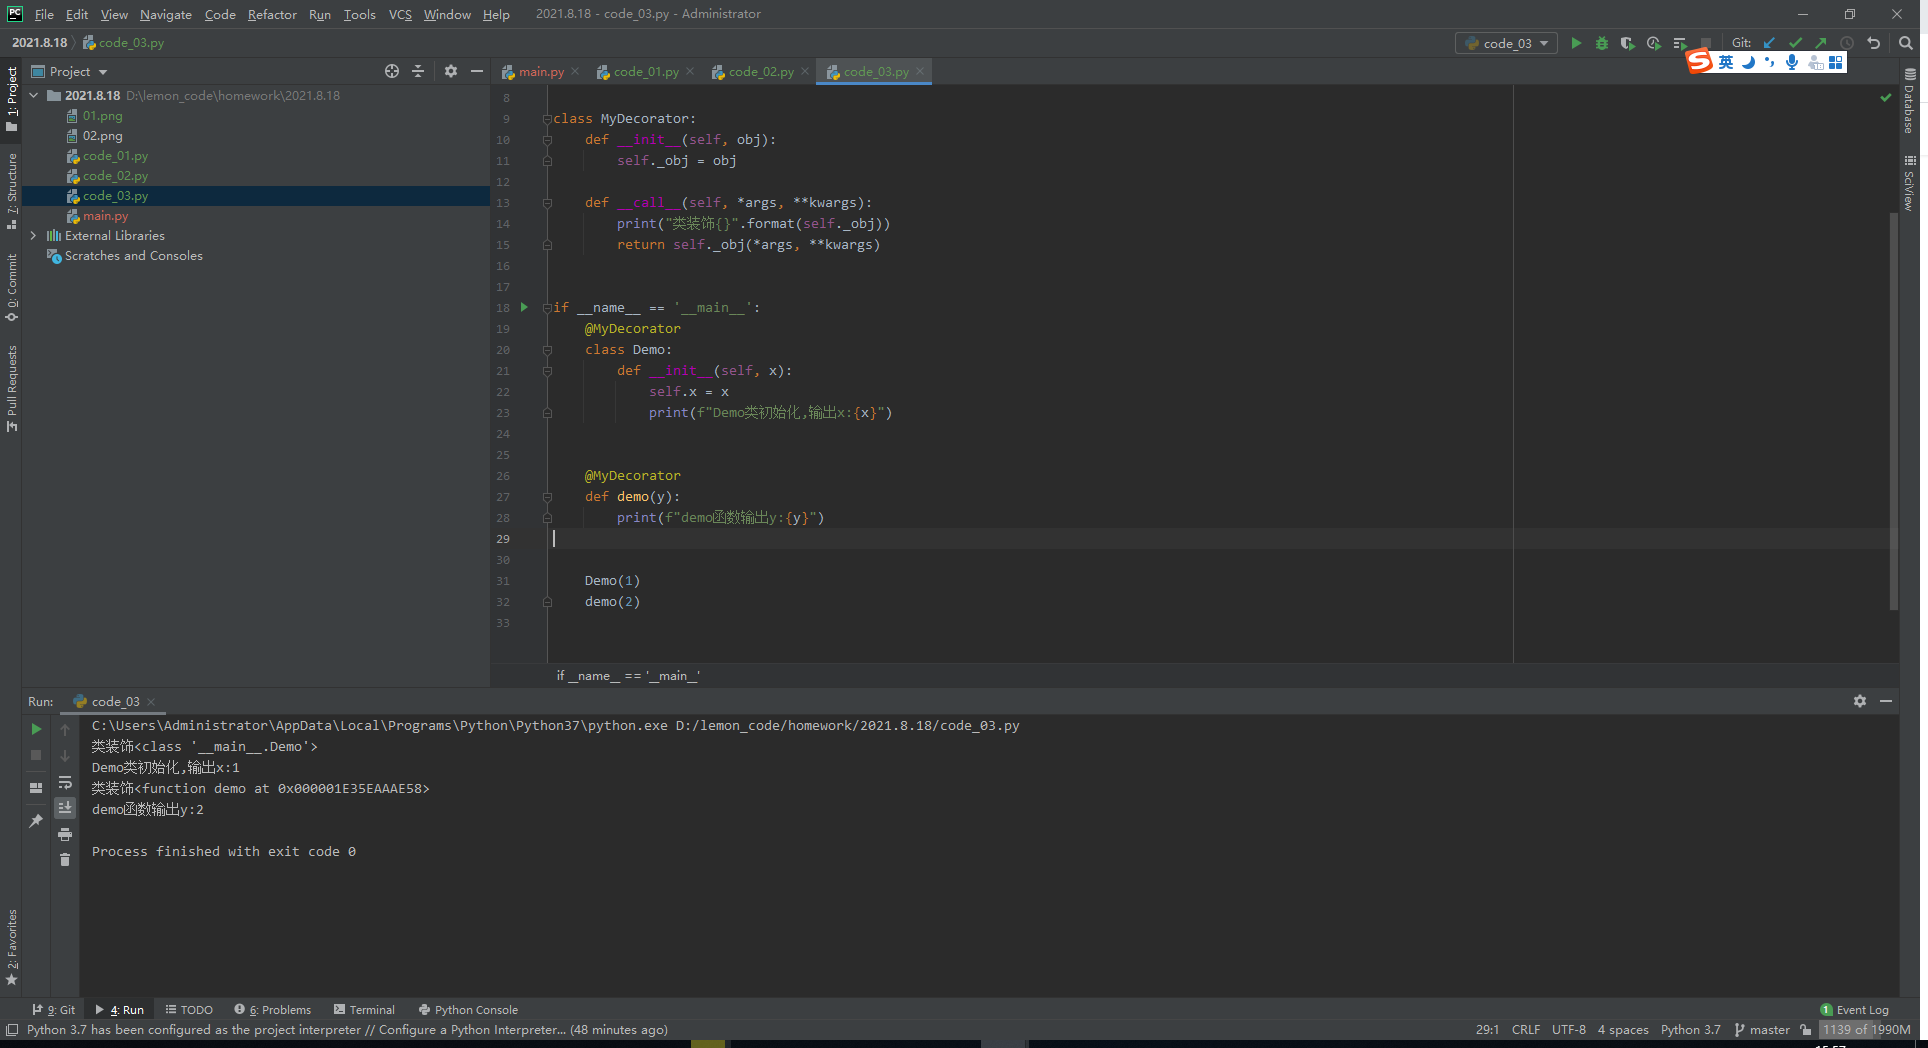 File Edit View Navigate Code Refactor Run Tools VCS Window Help 2021.8.18 - code_03.py - Administrator
2021.8.18 code_03.py code_03 Git:
英
Project main.py code_01.py code_02.py code_03.py
1: Project
7: Structure
0: Commit
Pull Requests
2: Favorites
2021.8.18 D:\lemon_code\homework\2021.8.18
01.png
02.png
code_01.py
code_02.py
code_03.py
main.py
External Libraries
Scratches and Consoles
8
9 class MyDecorator:
10 def __init__(self, obj):
11 self._obj = obj
12
13 def __call__(self, *args, **kwargs):
14 print("类装饰{}".format(self._obj))
15 return self._obj(*args, **kwargs)
16
17
18 if __name__ == '__main__':
19 @MyDecorator
20 class Demo:
21 def __init__(self, x):
22 self.x = x
23 print(f"Demo类初始化,输出x:{x}")
24
25
26 @MyDecorator
27 def demo(y):
28 print(f"demo函数输出y:{y}")
29
30
31 Demo(1)
32 demo(2)
33
if __name__ == '__main__'
Database
SciView
Run: code_03
C:\Users\Administrator\AppData\Local\Programs\Python\Python37\python.exe D:/lemon_code/homework/2021.8.18/code_03.py
类装饰<class '__main__.Demo'>
Demo类初始化,输出x:1
类装饰<function demo at 0x000001E35EAAAE58>
demo函数输出y:2
Process finished with exit code 0
9: Git 4: Run TODO 6: Problems Terminal Python Console 1 Event Log
Python 3.7 has been configured as the project interpreter // Configure a Python Interpreter... (48 minutes ago) 29:1 CRLF UTF-8 4 spaces Python 3.7 master 1139 of 1990M